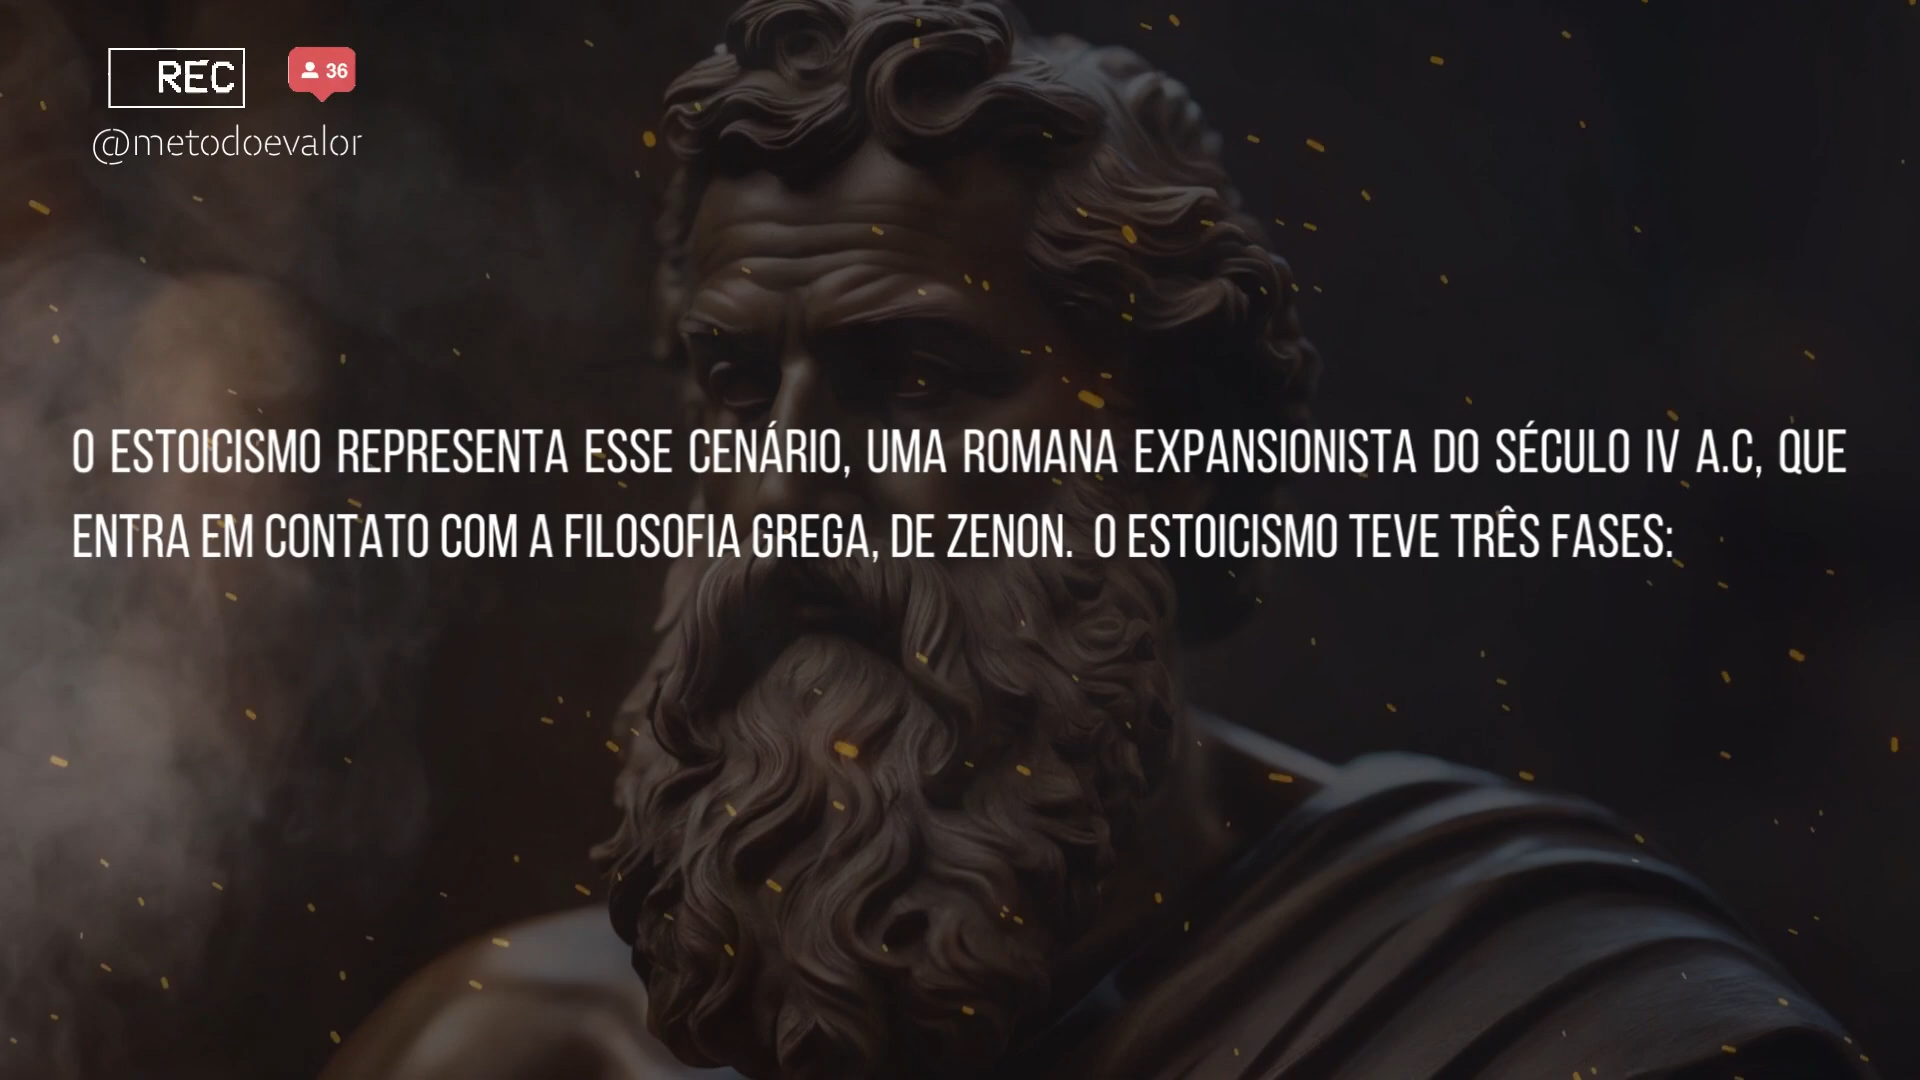 REC
36
@metodoevalor
O ESTOICISMO REPRESENTA ESSE CENÁRIO, UMA ROMANA EXPANSIONISTA DO SÉCULO IV A.C, QUE
ENTRA EM CONTATO COM A FILOSOFIA GREGA, DE ZENON. O ESTOICISMO TEVE TRÊS FASES: